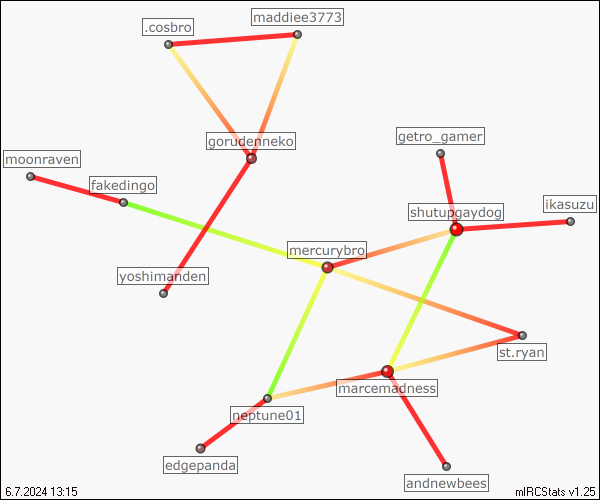 maddiee3773
.cosbro
getro_gamer
gorudenneko
moonraven
fakedingo
ikasuzu
shutupgaydog
mercurybro
yoshimanden
st.ryan
marcemadness
neptune01
edgepanda
andnewbees
6.7.2024 13:15
mIRCStats v1.25